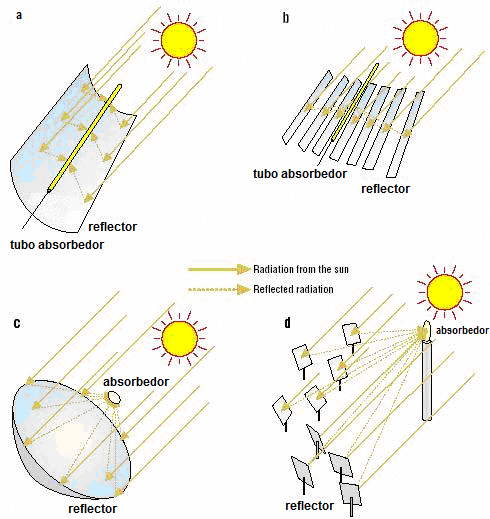 a
b
tubo absorbedor
reflector
reflector
tubo absorbedor
Radiation from the sun
Reflected radiation
c
d
absorbedor
absorbedor
reflector
reflector